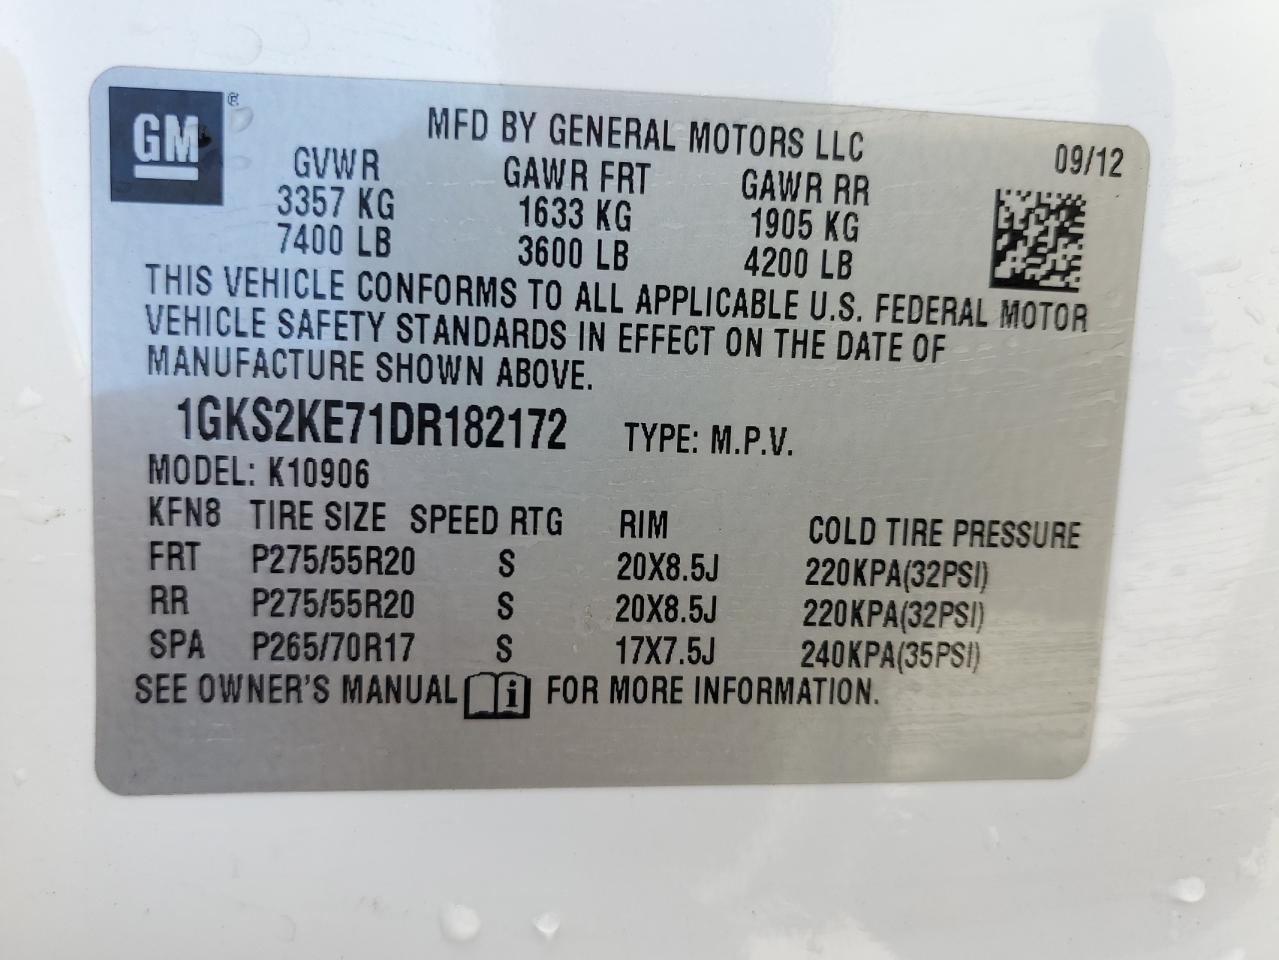 GM ®
MFD BY GENERAL MOTORS LLC 09/12
GVWR GAWR FRT GAWR RR
3357 KG 1633 KG 1905 KG
7400 LB 3600 LB 4200 LB
THIS VEHICLE CONFORMS TO ALL APPLICABLE U.S. FEDERAL MOTOR
VEHICLE SAFETY STANDARDS IN EFFECT ON THE DATE OF
MANUFACTURE SHOWN ABOVE.
1GKS2KE71DR182172 TYPE: M.P.V.
MODEL: K10906
KFN8 TIRE SIZE SPEED RTG RIM COLD TIRE PRESSURE
FRT P275/55R20 S 20X8.5J 220KPA(32PSI)
RR P275/55R20 S 20X8.5J 220KPA(32PSI)
SPA P265/70R17 S 17X7.5J 240KPA(35PSI)
SEE OWNER'S MANUAL i FOR MORE INFORMATION.